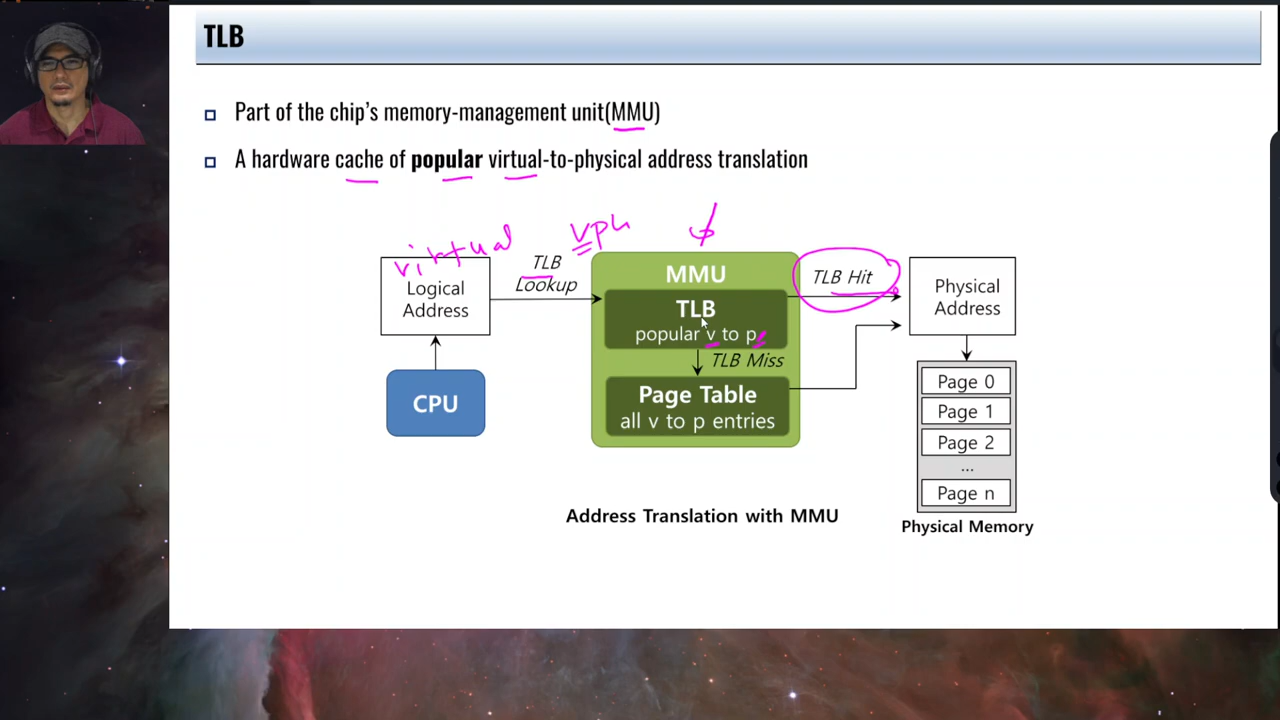 TLB
Part of the chip's memory-management unit(MMU)
A hardware cache of popular virtual-to-physical address translation
virtual
Logical
Address
CPU
TLB
Lookup
MMU
TLB
popular v to p
TLB Miss
Page Table
all v to p entries
TLB Hit
Physical
Address
Page 0
Page 1
Page 2
...
Page n
Physical Memory
Address Translation with MMU